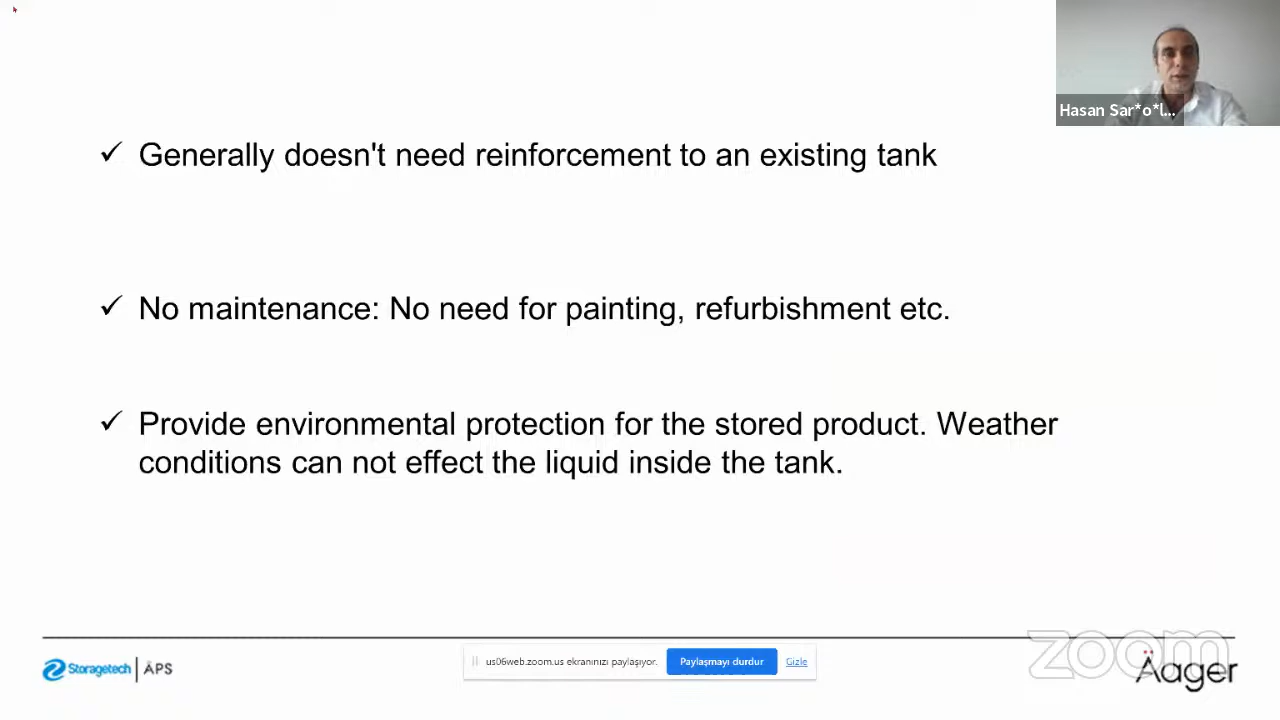 Hasan Sar*o*l...
✓ Generally doesn't need reinforcement to an existing tank
✓ No maintenance: No need for painting, refurbishment etc.
✓ Provide environmental protection for the stored product. Weather
conditions can not effect the liquid inside the tank.
Storagetech | ÄPS
us06web.zoom.us ekranınızı paylaşıyor. Paylaşmayı durdur Gizle
zoom
Äager